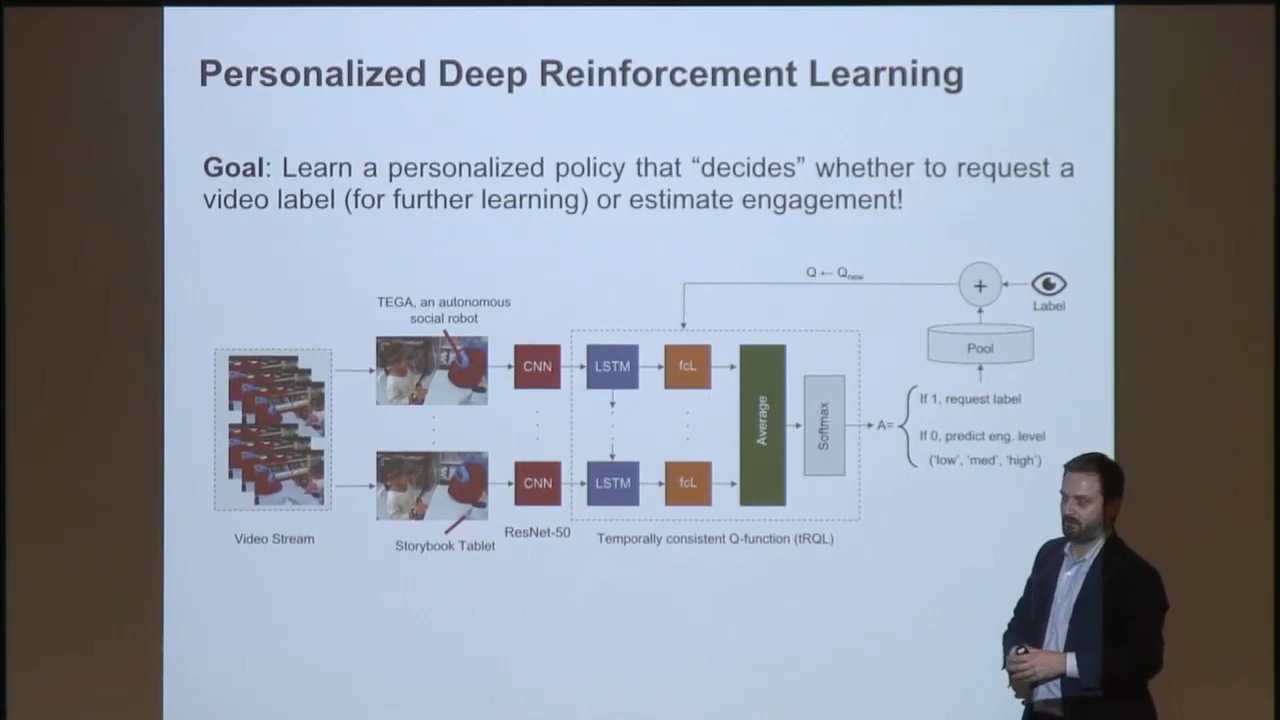 Personalized Deep Reinforcement Learning
Goal: Learn a personalized policy that “decides” whether to request a
video label (for further learning) or estimate engagement!
Q ← Qnew
+
Label
TEGA, an autonomous
social robot
Pool
CNN
LSTM
fcL
Average
Softmax
A=
If 1, request label
If 0, predict eng. level
(‘low’, ‘med’, ‘high’)
CNN
LSTM
fcL
Video Stream
Storybook Tablet
ResNet-50
Temporally consistent Q-function (tRQL)